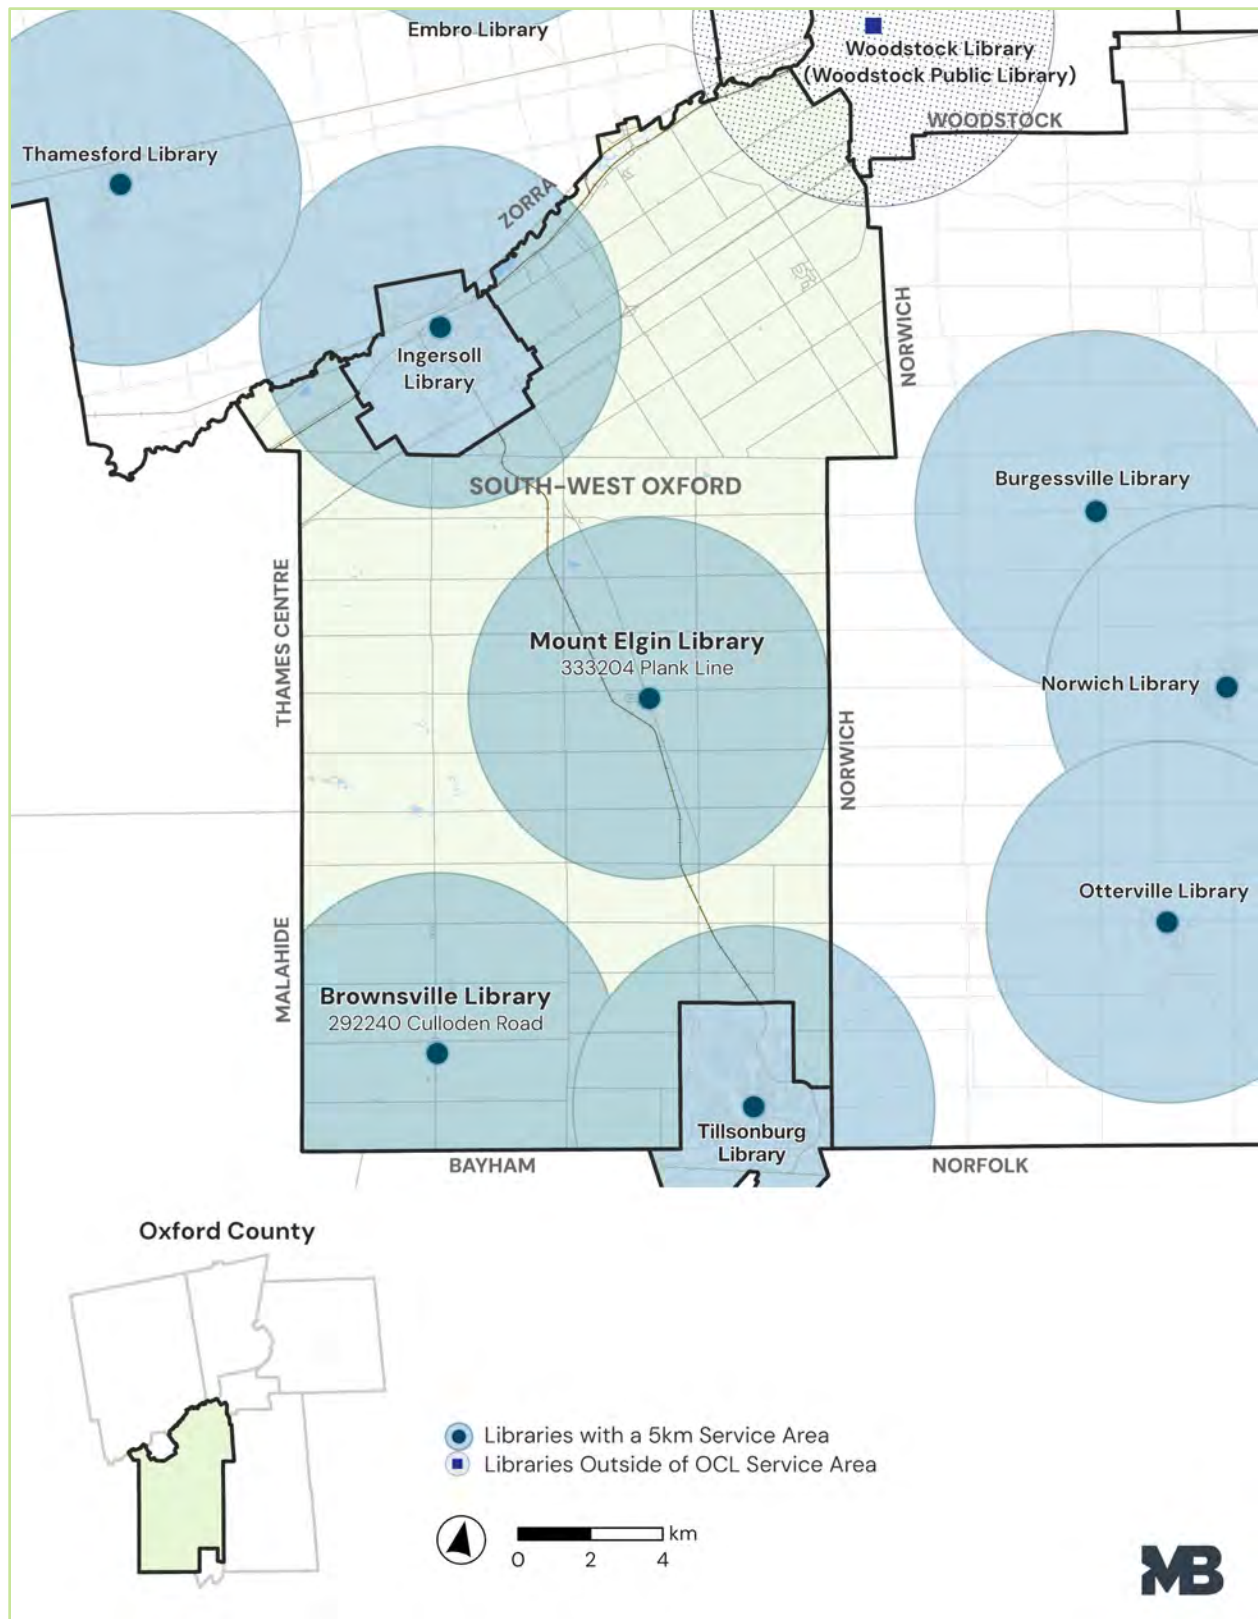 Embro Library
Woodstock Library
(Woodstock Public Library)
WOODSTOCK
Thamesford Library
ZORRA
NORWICH
Ingersoll
Library
SOUTH-WEST OXFORD
Burgessville Library
THAMES CENTRE
Mount Elgin Library
333204 Plank Line
Norwich Library
NORWICH
Otterville Library
MALAHIDE
Brownsville Library
292240 Culloden Road
Tillsonburg
Library
BAYHAM
NORFOLK
Oxford County
Libraries with a 5km Service Area
Libraries Outside of OCL Service Area
km
0 2 4
MB